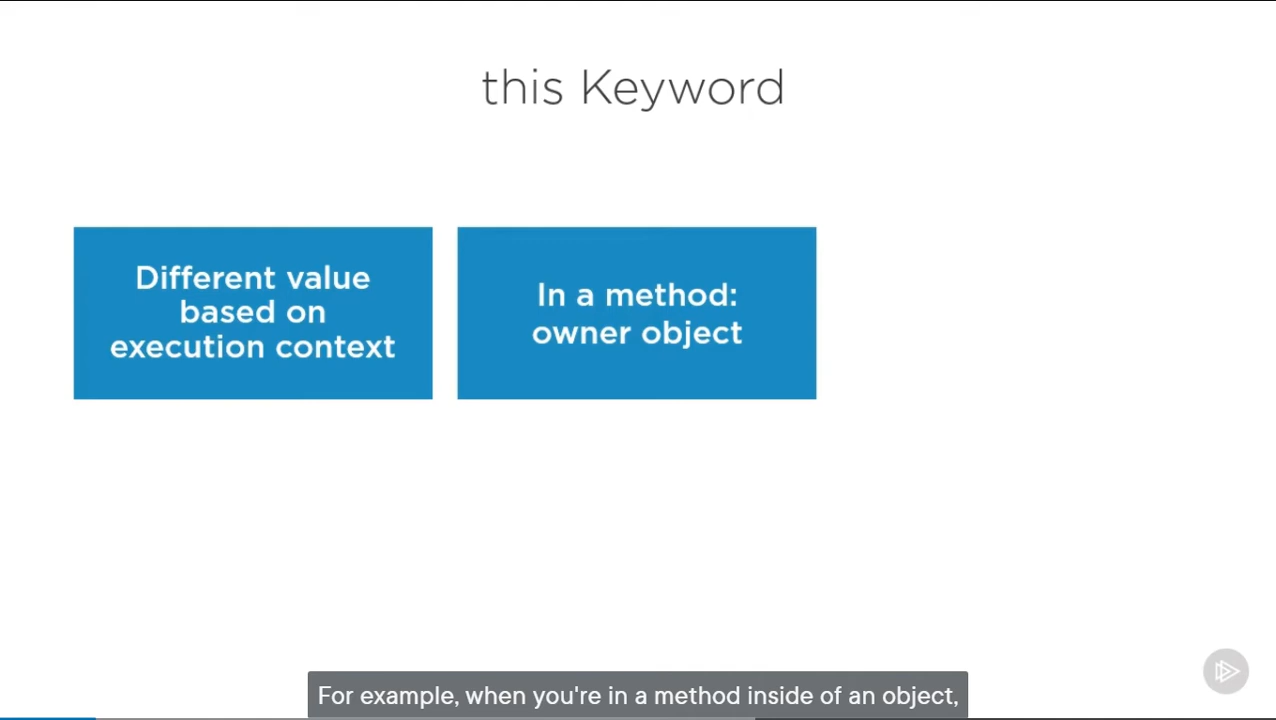 this Keyword
Different value
based on
execution context
In a method:
owner object
For example, when you're in a method inside of an object,